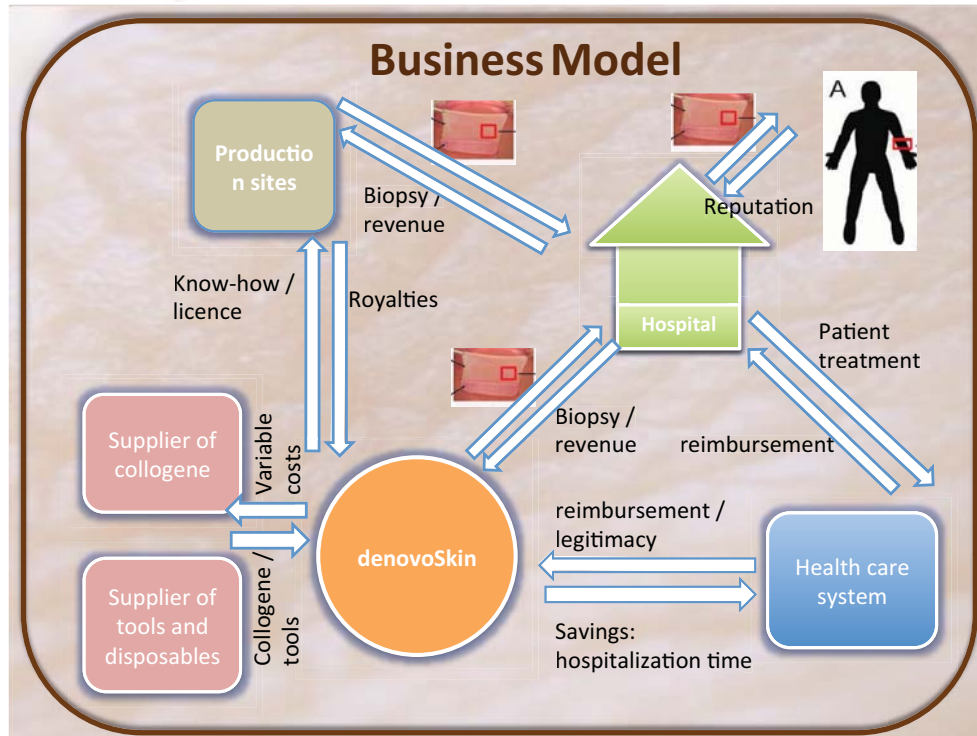 Business Model
A
Productio
n sites
Biopsy /
revenue
Reputation
Know-how /
licence
Royalties
Hospital
Patient
treatment
Supplier of
collogene
Variable
costs
Biopsy /
revenue
reimbursement
denovoSkin
reimbursement /
legitimacy
Health care
system
Supplier of
tools and
disposables
Collogene /
tools
Savings:
hospitalization time